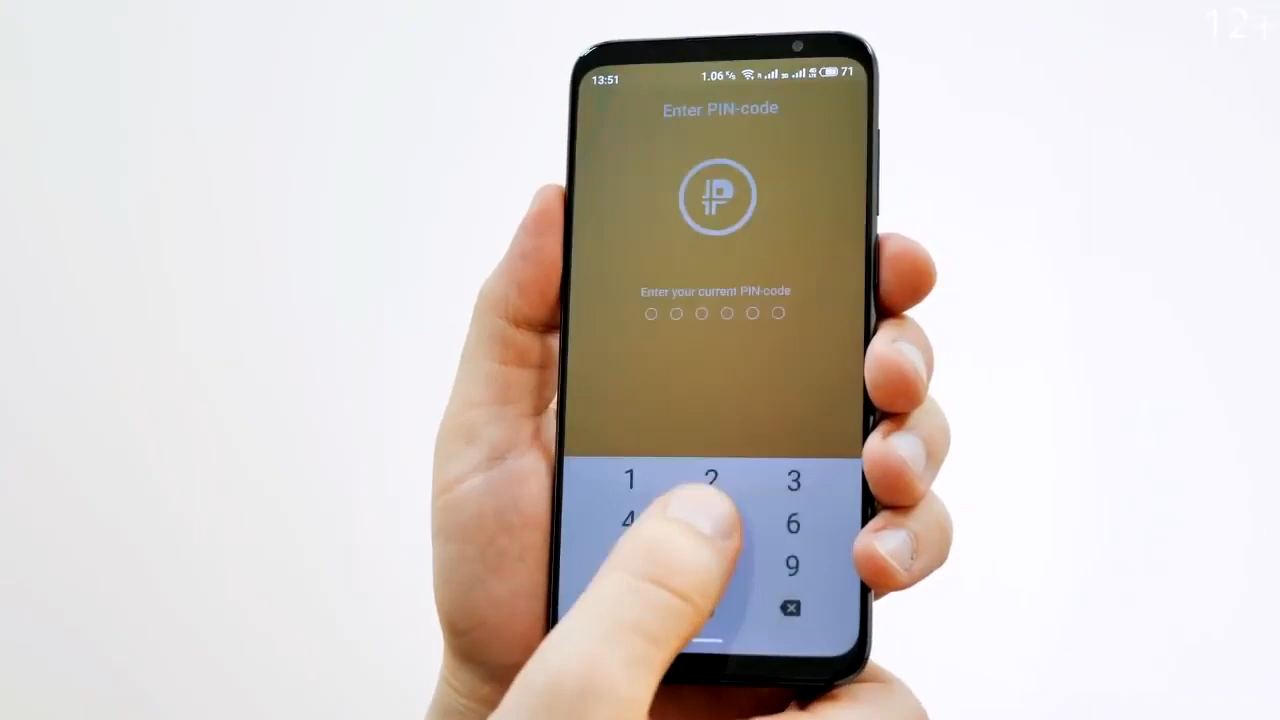 12+
13:51 1.06 K/s 71
Enter PIN-code
Enter your current PIN-code
1 2 3
4 6
9